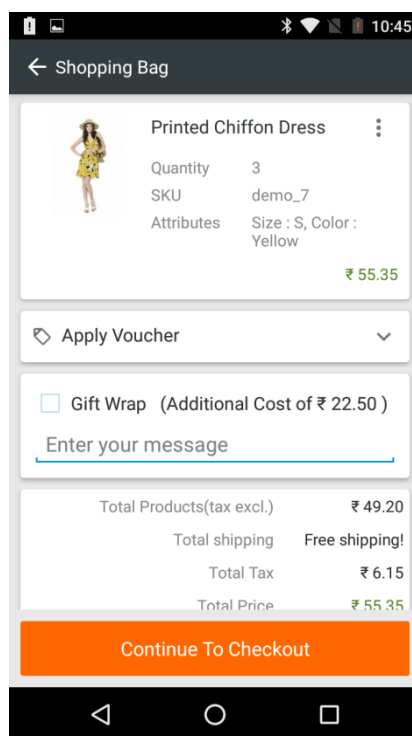 10:45
Shopping Bag
Printed Chiffon Dress
Quantity 3
SKU demo_7
Attributes Size : S, Color :
Yellow
₹ 55.35
Apply Voucher
Gift Wrap (Additional Cost of ₹ 22.50 )
Enter your message
Total Products(tax excl.) ₹ 49.20
Total shipping Free shipping!
Total Tax ₹ 6.15
Total Price ₹ 55.35
Continue To Checkout